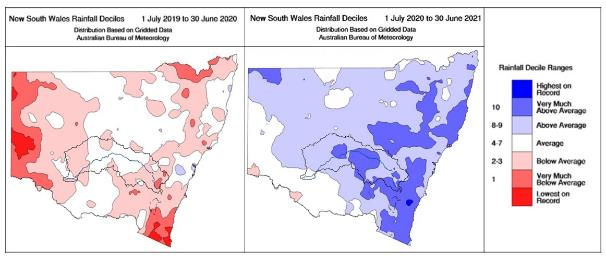 New South Wales Rainfall Deciles 1 July 2019 to 30 June 2020
Distribution Based on Gridded Data
Australian Bureau of Meteorology
New South Wales Rainfall Deciles 1 July 2020 to 30 June 2021
Distribution Based on Gridded Data
Australian Bureau of Meteorology
Rainfall Decile Ranges
Highest on
Record
10 Very Much
Above Average
8-9 Above Average
4-7 Average
2-3 Below Average
1 Very Much
Below Average
Lowest on
Record